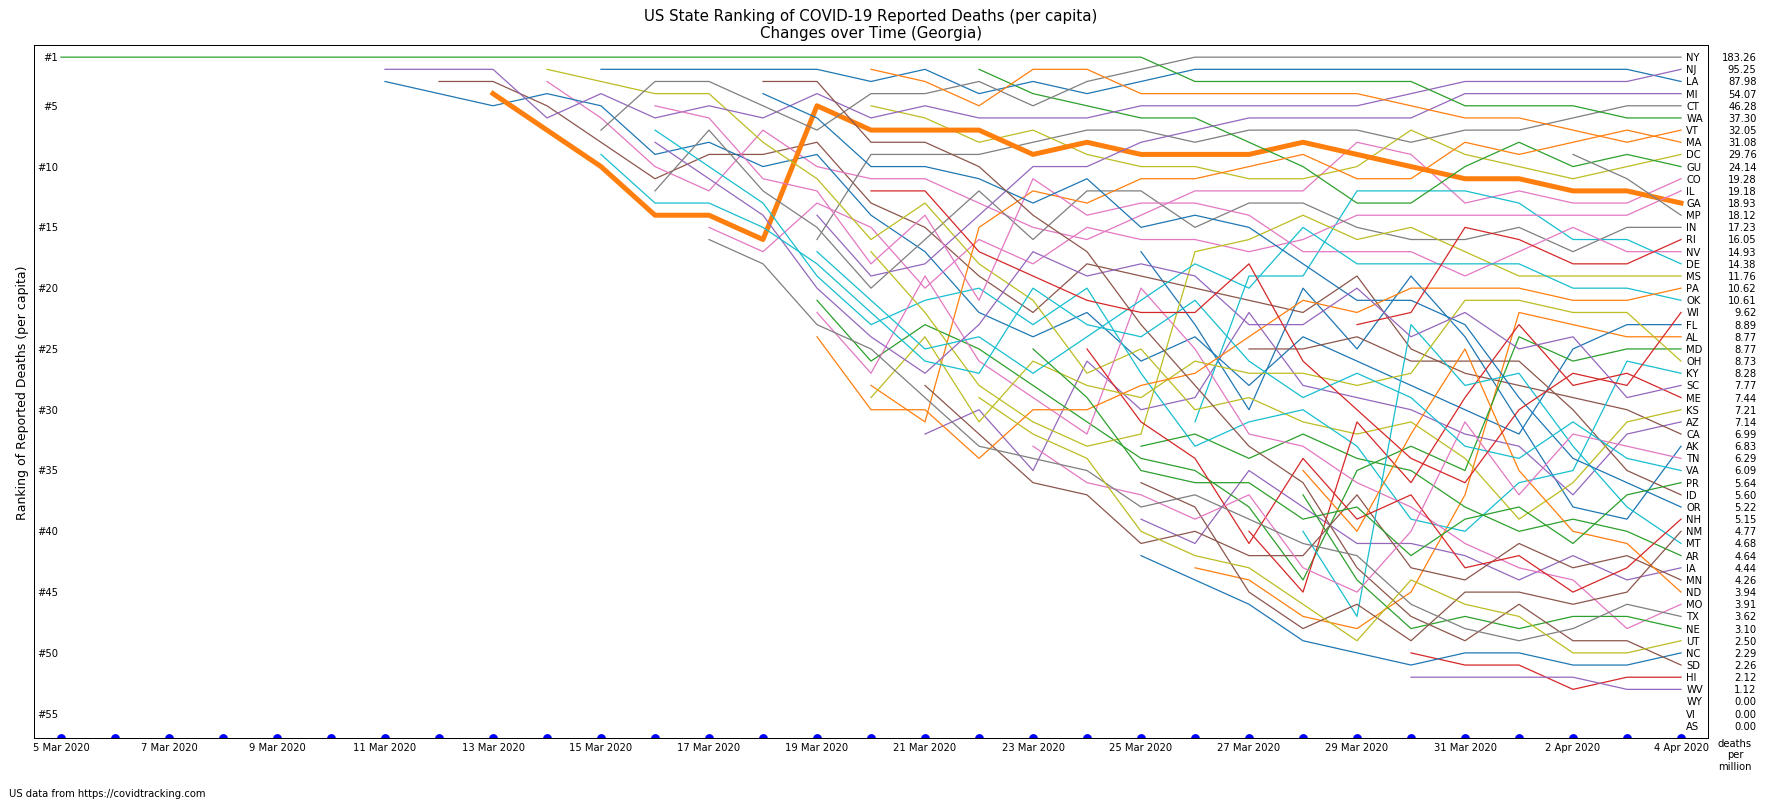 US State Ranking of COVID-19 Reported Deaths (per capita)
Changes over Time (Georgia)
Ranking of Reported Deaths (per capita)
#1
#5
#10
#15
#20
#25
#30
#35
#40
#45
#50
#55
NY 183.26
NJ 95.25
LA 87.98
MI 54.07
CT 46.28
WA 37.30
VT 32.05
MA 31.08
DC 29.76
GU 24.14
CO 19.28
IL 19.18
GA 18.93
MP 18.12
IN 17.23
RI 16.05
NV 14.93
DE 14.38
MS 11.76
PA 10.62
OK 10.61
WI 9.62
FL 8.89
AL 8.77
MD 8.77
OH 8.73
KY 8.28
SC 7.77
ME 7.44
KS 7.21
AZ 7.14
CA 6.99
AK 6.83
TN 6.29
VA 6.09
PR 5.64
ID 5.60
OR 5.22
NH 5.15
NM 4.77
MT 4.68
AR 4.64
IA 4.44
MN 4.26
ND 3.94
MO 3.91
TX 3.62
NE 3.10
UT 2.50
NC 2.29
SD 2.26
HI 2.12
WV 1.12
WY 0.00
VI 0.00
AS 0.00
5 Mar 2020 7 Mar 2020 9 Mar 2020 11 Mar 2020 13 Mar 2020 15 Mar 2020 17 Mar 2020 19 Mar 2020 21 Mar 2020 23 Mar 2020 25 Mar 2020 27 Mar 2020 29 Mar 2020 31 Mar 2020 2 Apr 2020 4 Apr 2020
deaths
per
million
US data from https://covidtracking.com